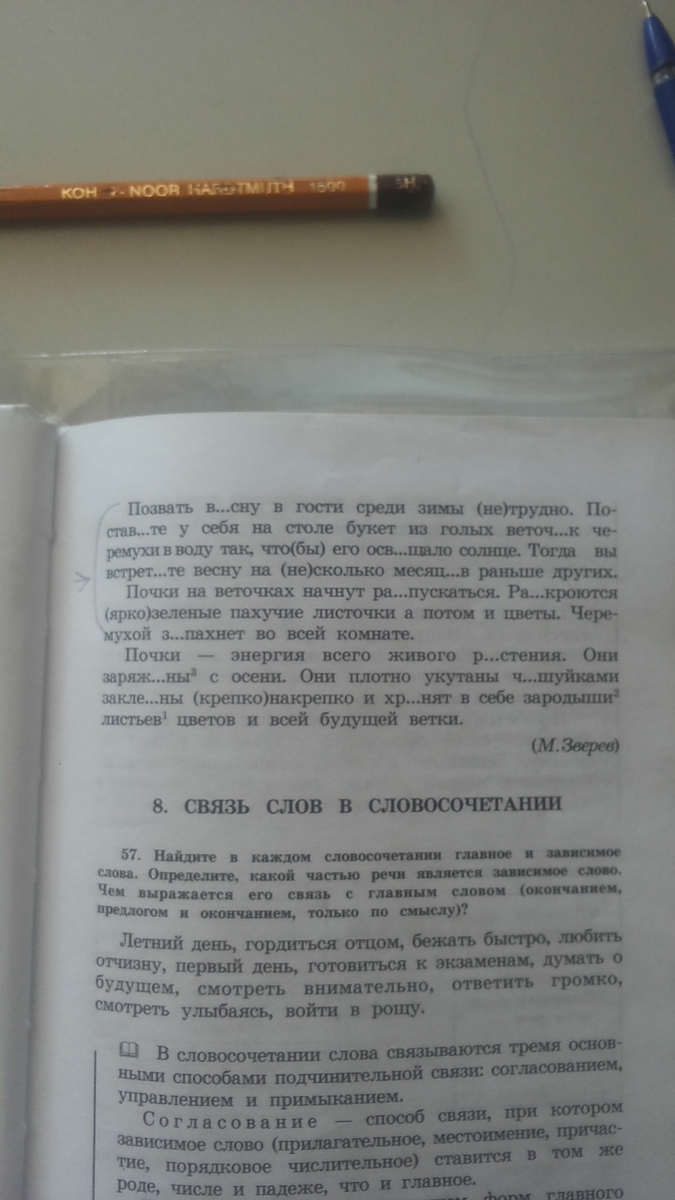 KOH - NOOR HARDTMUTH 1500
Позвать в...сну в гости среди зимы (не)трудно. По-
став...те у себя на столе букет из голых веточ...к че-
ремухи в воду так, что(бы) его осв...щало солнце. Тогда вы
встрет...те весну на (не)сколько месяц...в раньше других.
Почки на веточках начнут ра...пускаться. Ра...кроются
(ярко)зеленые пахучие листочки а потом и цветы. Чере-
мухой з...пахнет во всей комнате.
Почки — энергия всего живого р...стения. Они
заряж...ны³ с осени. Они плотно укутаны ч...шуйками
закле...ны (крепко)накрепко и хр...нят в себе зародыши²
листьев¹ цветов и всей будущей ветки.
(М.Зверев)
8. СВЯЗЬ СЛОВ В СЛОВОСОЧЕТАНИИ
57. Найдите в каждом словосочетании главное и зависимое
слова. Определите, какой частью речи является зависимое слово.
Чем выражается его связь с главным словом (окончанием,
предлогом и окончанием, только по смыслу)?
Летний день, гордиться отцом, бежать быстро, любить
отчизну, первый день, готовиться к экзаменам, думать о
будущем, смотреть внимательно, ответить громко,
смотреть улыбаясь, войти в рощу.
В словосочетании слова связываются тремя основ-
ными способами подчинительной связи: согласованием,
управлением и примыканием.
Согласование — способ связи, при котором
зависимое слово (прилагательное, местоимение, причас-
тие, порядковое числительное) ставится в том же
роде, числе и падеже, что и главное.
форм главного